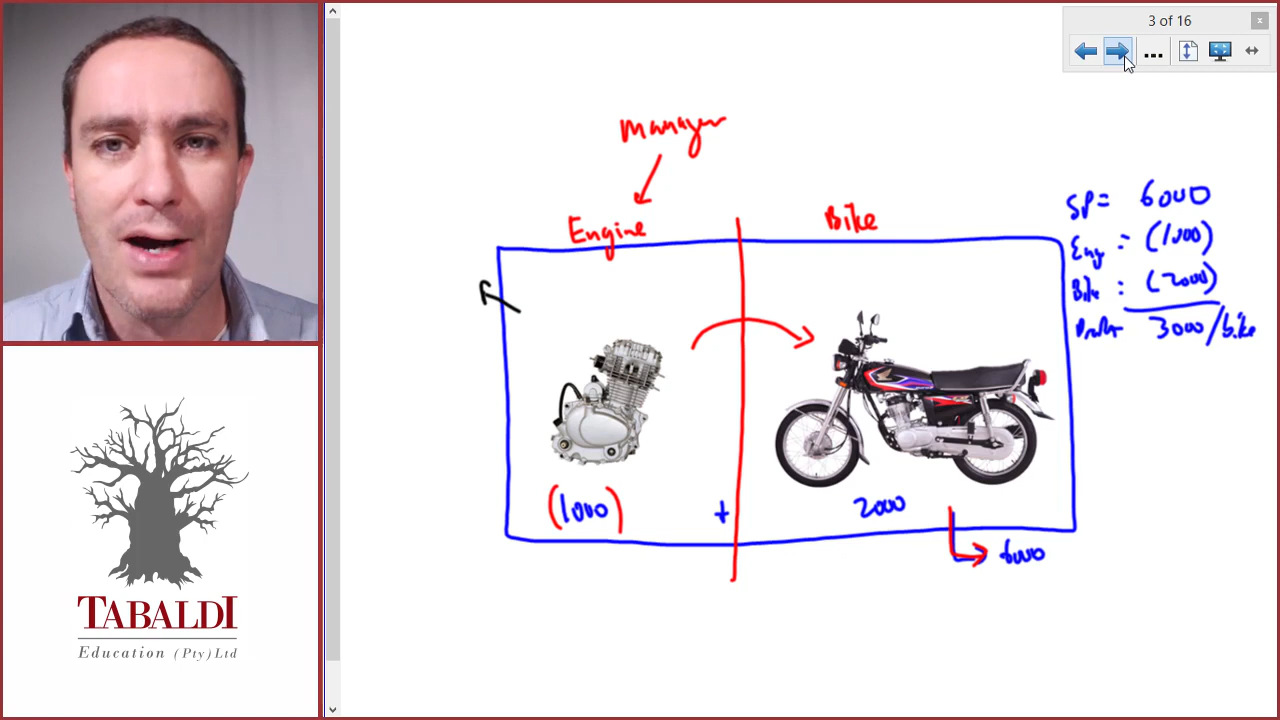 3 of 16
manager
Engine
Bike
SP = 6000
Eng : (1000)
Bike : (2000)
Profit 3000/bike
(1000) + 2000
6000
TABALDI
Education (Pty) Ltd